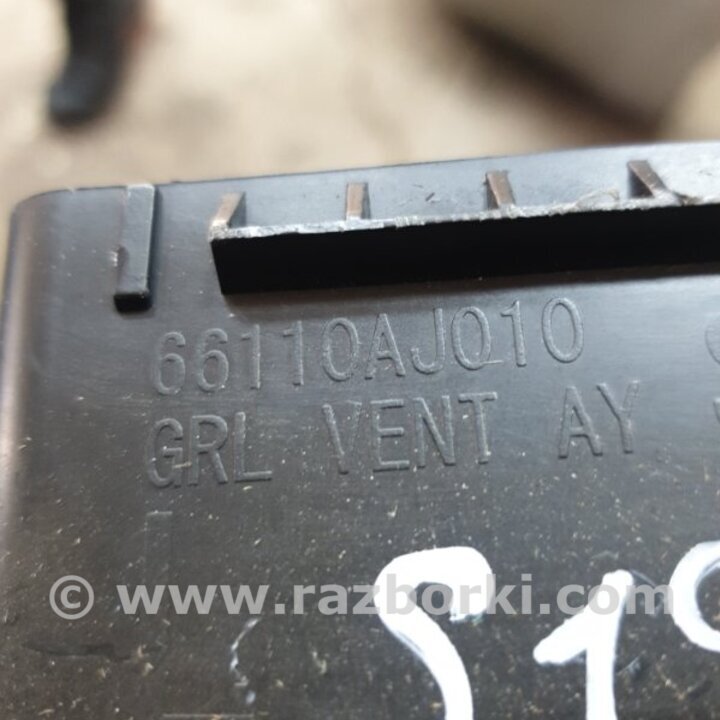 66110AJ010
GRL VENT AY
© www.razborki.com